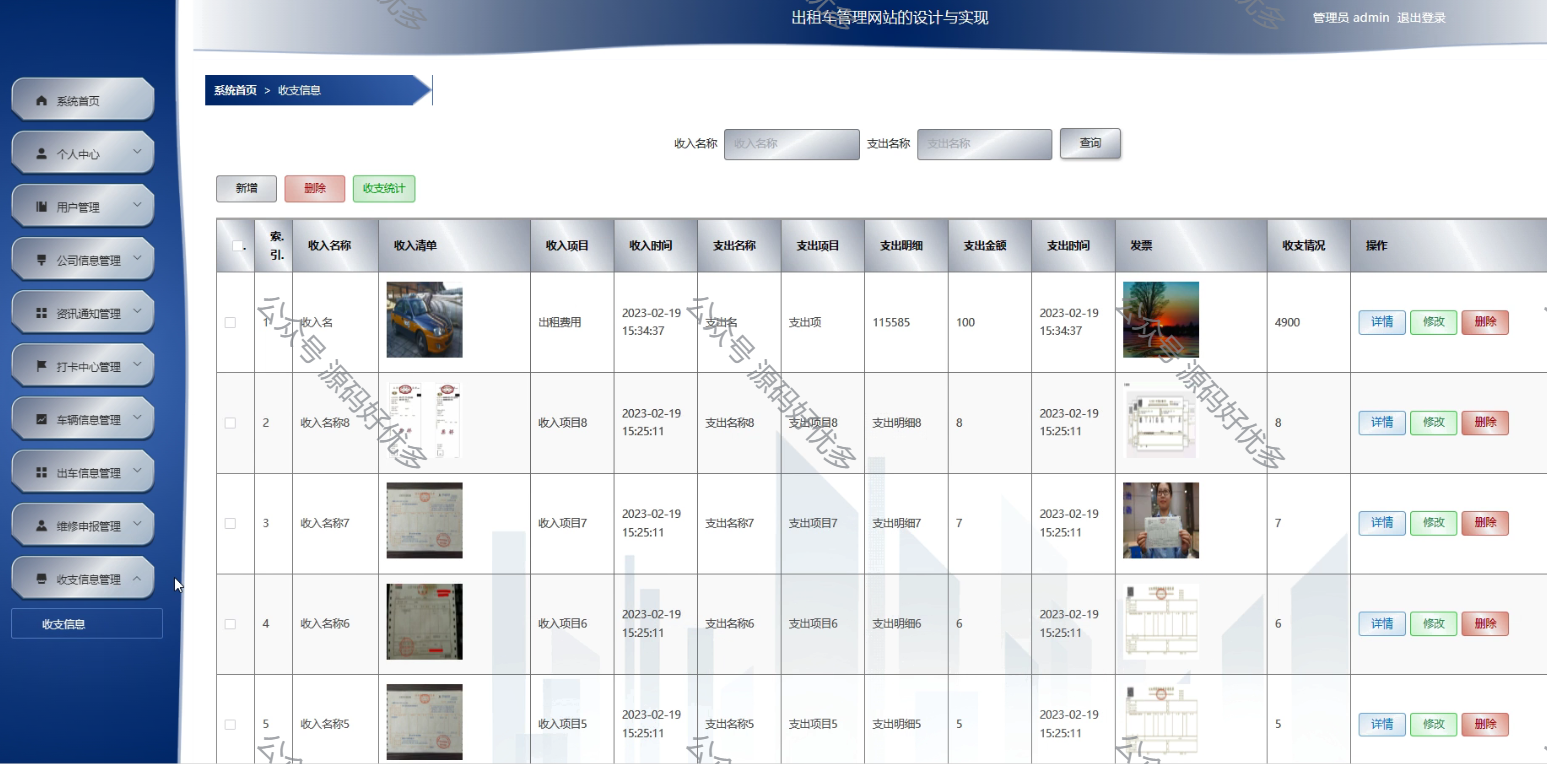 出租车管理网站的设计与实现
管理员 admin 退出登录
系统首页
个人中心
用户管理
公司信息管理
资讯通知管理
打卡中心管理
车辆信息管理
出车信息管理
维修申报管理
收支信息管理
收支信息
系统首页 > 收支信息
收入名称 收入名称 支出名称 支出名称 查询
新增 删除 收支统计
索引. 收入名称 收入清单 收入项目 收入时间 支出名称 支出项目 支出明细 支出金额 支出时间 发票 收支情况 操作
1 收入名 出租费用 2023-02-19 15:34:37 支出名 支出项 115585 100 2023-02-19 15:34:37 4900 详情 修改 删除
2 收入名称8 收入项目8 2023-02-19 15:25:11 支出名称8 支出项目8 支出明细8 8 2023-02-19 15:25:11 8 详情 修改 删除
3 收入名称7 收入项目7 2023-02-19 15:25:11 支出名称7 支出项目7 支出明细7 7 2023-02-19 15:25:11 7 详情 修改 删除
4 收入名称6 收入项目6 2023-02-19 15:25:11 支出名称6 支出项目6 支出明细6 6 2023-02-19 15:25:11 6 详情 修改 删除
5 收入名称5 收入项目5 2023-02-19 15:25:11 支出名称5 支出项目5 支出明细5 5 2023-02-19 15:25:11 5 详情 修改 删除
公众号 源码好优多
公众号 源码好优多
公众号 源码好优多